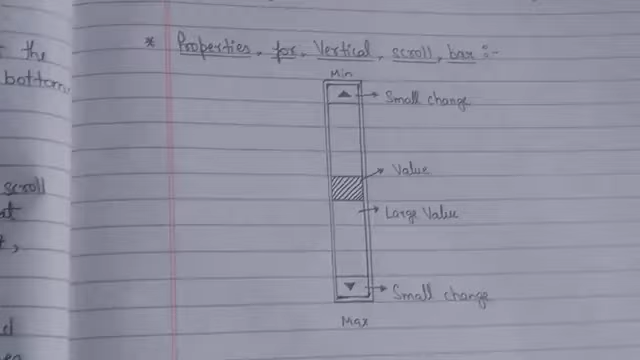 the
bottom.
scroll
* Properties, for, Vertical, scroll, bar :-
Min
Small change
Value
Large Value
Small change
Max